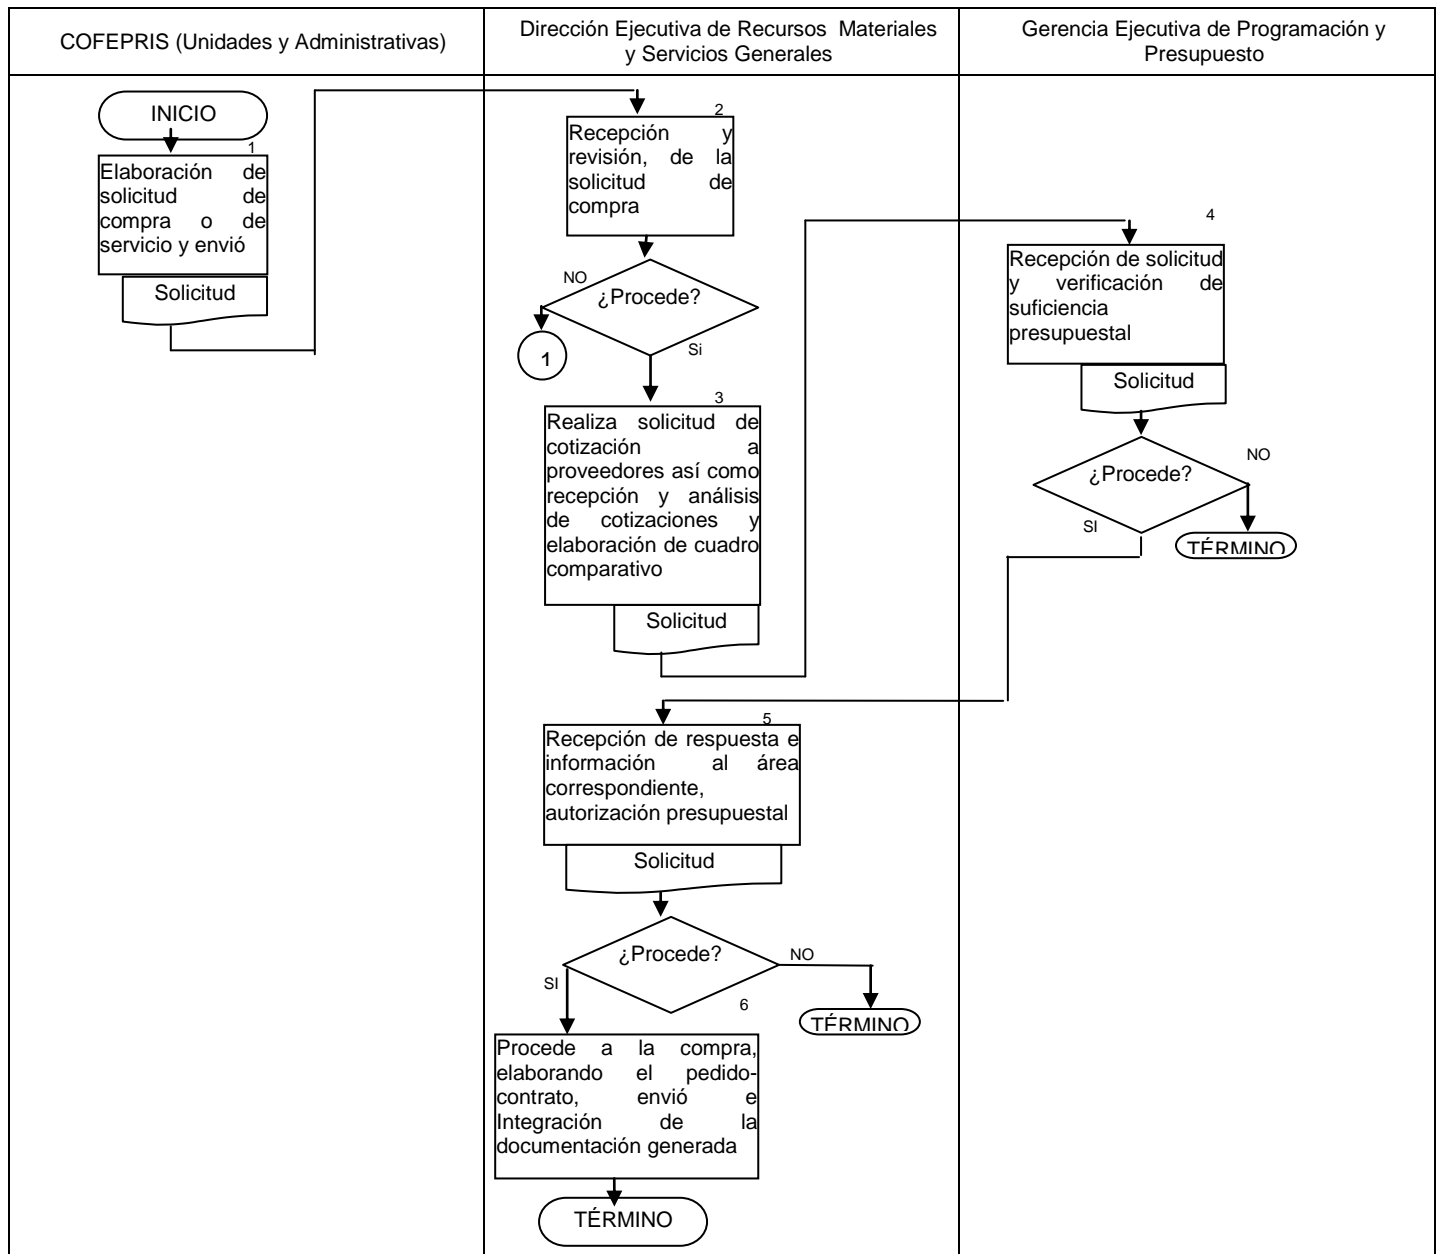 COFEPRIS (Unidades y Administrativas)
Dirección Ejecutiva de Recursos Materiales
y Servicios Generales
Gerencia Ejecutiva de Programación y
Presupuesto
INICIO
1
Elaboración de
solicitud de
compra o de
servicio y envió
Solicitud
2
Recepción y
revisión, de la
solicitud de
compra
¿Procede?
NO
1
Si
3
Realiza solicitud de
cotización a
proveedores así como
recepción y análisis
de cotizaciones y
elaboración de cuadro
comparativo
Solicitud
4
Recepción de solicitud
y verificación de
suficiencia
presupuestal
Solicitud
¿Procede?
NO
SI
TÉRMINO
5
Recepción de respuesta e
información al área
correspondiente,
autorización presupuestal
Solicitud
¿Procede?
NO
SI
TÉRMINO
6
Procede a la compra,
elaborando el pedido-
contrato, envió e
Integración de la
documentación generada
TÉRMINO